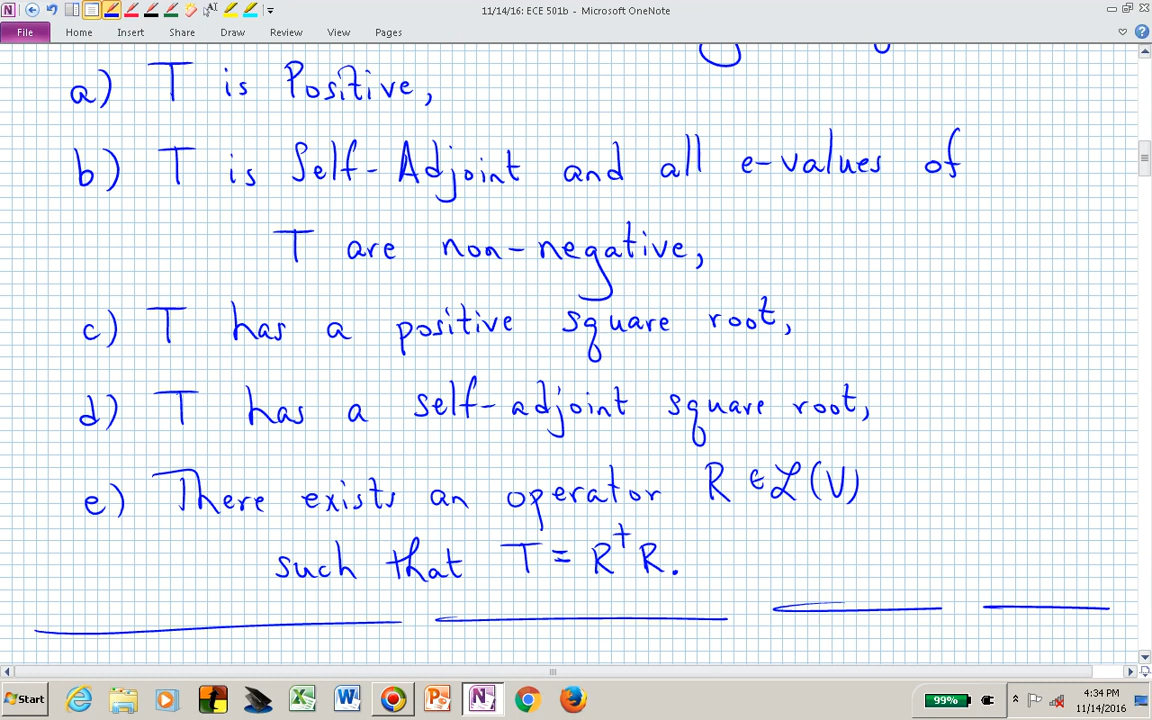 11/14/16: ECE 501b - Microsoft OneNote
File Home Insert Share Draw Review View Pages
a) T is Positive,
b) T is Self-Adjoint and all e-values of
T are non-negative,
c) T has a positive square root,
d) T has a self-adjoint square root,
e) There exists an operator R ∈ ℒ(V)
such that T = R† R.
Start
99%
4:34 PM
11/14/2016